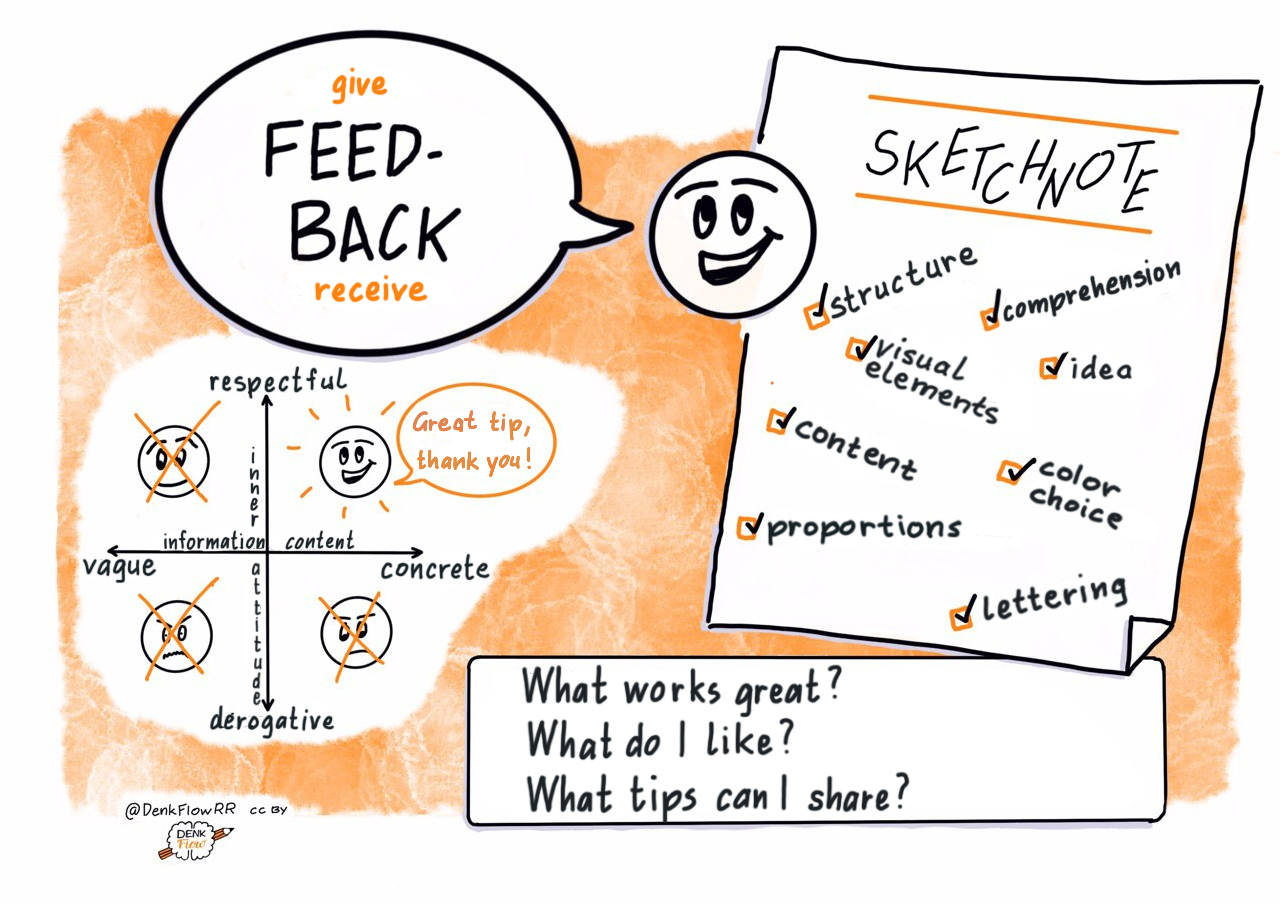 give
FEED-
BACK
receive
SKETCHNOTE
structure
comprehension
visual
elements
idea
content
color
choice
proportions
lettering
respectful
Great tip,
thank you!
inner
information content
vague
concrete
attitude
derogative
What works great?
What do I like?
What tips can I share?
@DenkFlowRR CC BY
DENK
Flow